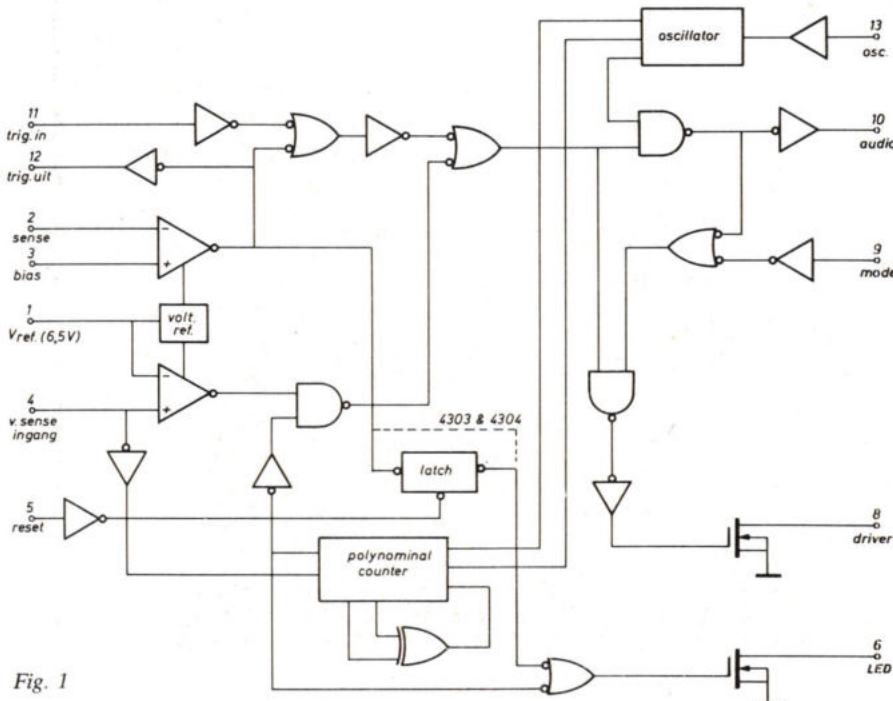 13
oscillator
osc.
11
trig.in
10
audio
12
trig.uit
2
sense
3
bias
9
mode
1
Vref.(6,5V)
volt.
ref.
4
v.sense
ingang
4303 & 4304
latch
5
reset
8
driver
polynominal
counter
6
LED
Fig. 1